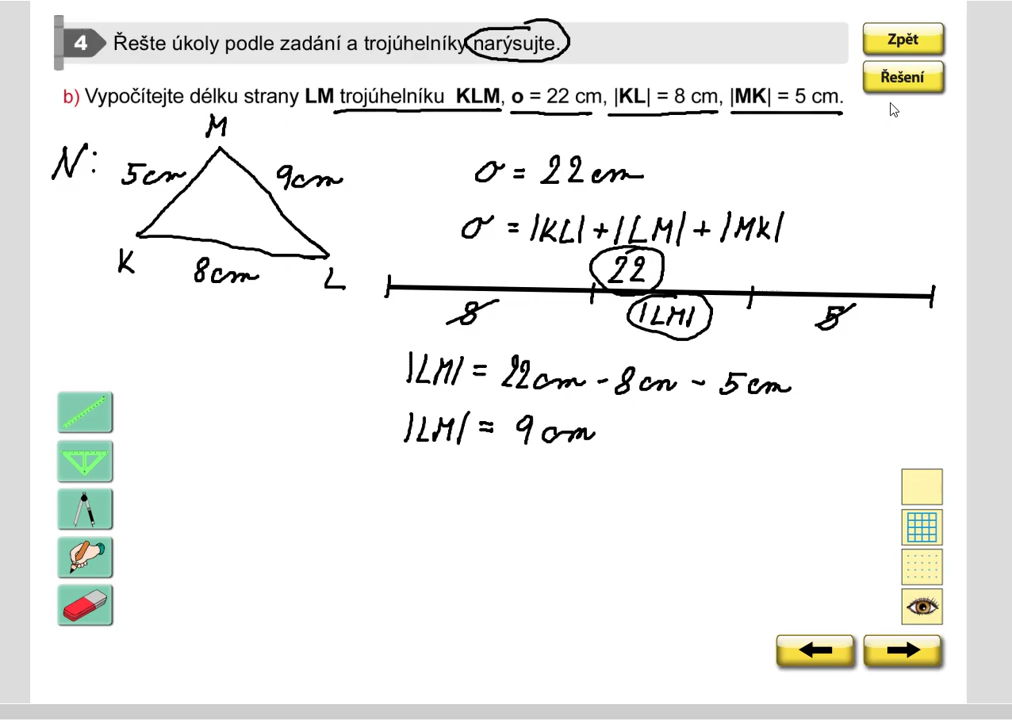 4 Řešte úkoly podle zadání a trojúhelníky narýsujte.
Zpět
Řešení
b) Vypočítejte délku strany LM trojúhelníku KLM, o = 22 cm, |KL| = 8 cm, |MK| = 5 cm.
N:
M
5cm
9cm
K
8cm
L
o = 22 cm
o = |KL| + |LM| + |MK|
22
8
|LM|
5
|LM| = 22cm - 8cm - 5cm
|LM| = 9 cm